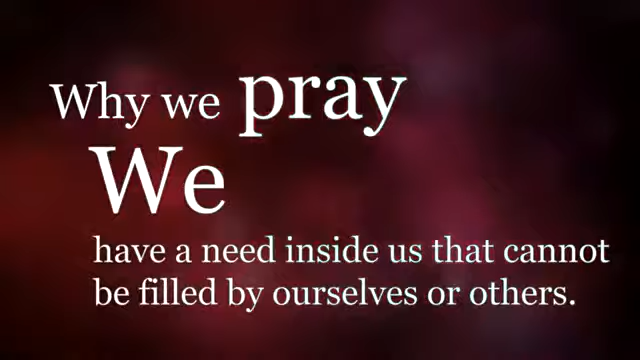 Why we pray
We
have a need inside us that cannot
be filled by ourselves or others.